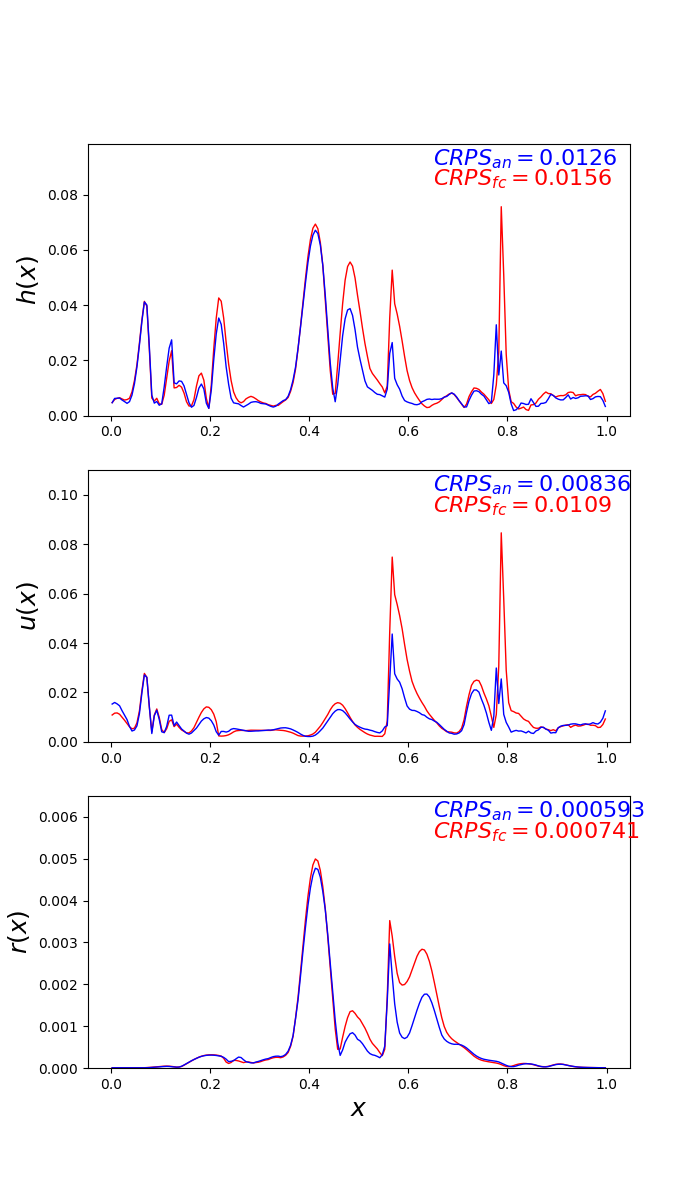 CRPS_an = 0.0126
CRPS_fc = 0.0156
h(x)
0.08
0.06
0.04
0.02
0.00
0.0 0.2 0.4 0.6 0.8 1.0
CRPS_an = 0.00836
CRPS_fc = 0.0109
u(x)
0.10
0.08
0.06
0.04
0.02
0.00
0.0 0.2 0.4 0.6 0.8 1.0
CRPS_an = 0.000593
CRPS_fc = 0.000741
r(x)
0.006
0.005
0.004
0.003
0.002
0.001
0.000
0.0 0.2 0.4 0.6 0.8 1.0
x